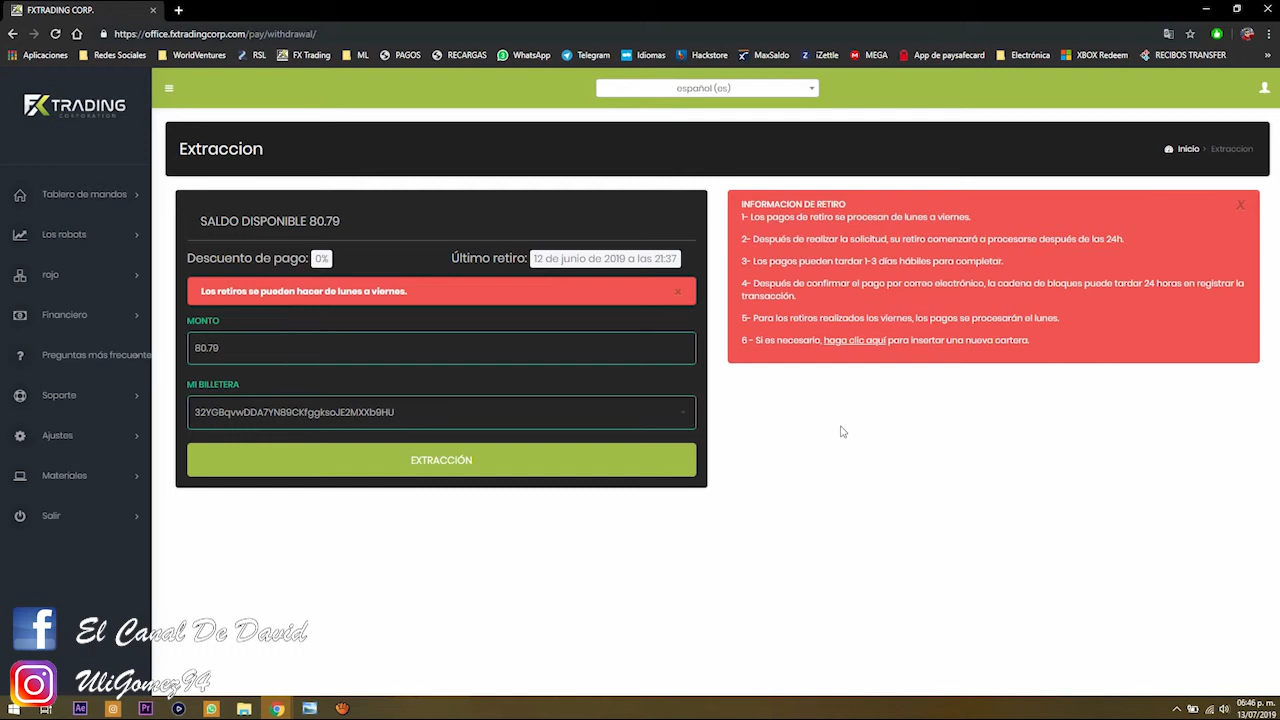 FXTRADING CORP.
https://office.fxtradingcorp.com/pay/withdrawal/
Aplicaciones
Redes Sociales
WorldVentures
RSL
FX Trading
ML
PAGOS
RECARGAS
WhatsApp
Telegram
Idiomas
Hackstore
MaxSaldo
iZettle
MEGA
App de paysafecard
Electrónica
XBOX Redeem
RECIBOS TRANSFER
FX TRADING
CORPORATION
español (es)
Extraccion
Inicio > Extraccion
Tablero de mandos
Los robots
rojo
Financiero
Preguntas más frecuente
Soporte
Ajustes
Materiales
Salir
SALDO DISPONIBLE 80.79
Descuento de pago: 0%
Último retiro: 12 de junio de 2019 a las 21:37
Los retiros se pueden hacer de lunes a viernes.
MONTO
80.79
MI BILLETERA
32YGBqvwDDA7YN89CKfggksoJE2MXXb9HU
EXTRACCIÓN
INFORMACION DE RETIRO
1- Los pagos de retiro se procesan de lunes a viernes.
2- Después de realizar la solicitud, su retiro comenzará a procesarse después de las 24h.
3- Los pagos pueden tardar 1-3 días hábiles para completar.
4- Después de confirmar el pago por correo electrónico, la cadena de bloques puede tardar 24 horas en registrar la
transacción.
5- Para los retiros realizados los viernes, los pagos se procesarán el lunes.
6 - Si es necesario, haga clic aquí para insertar una nueva cartera.
X
El Canal De David
UliGomez94
Ae
Pr
06:46 p. m.
13/07/2019